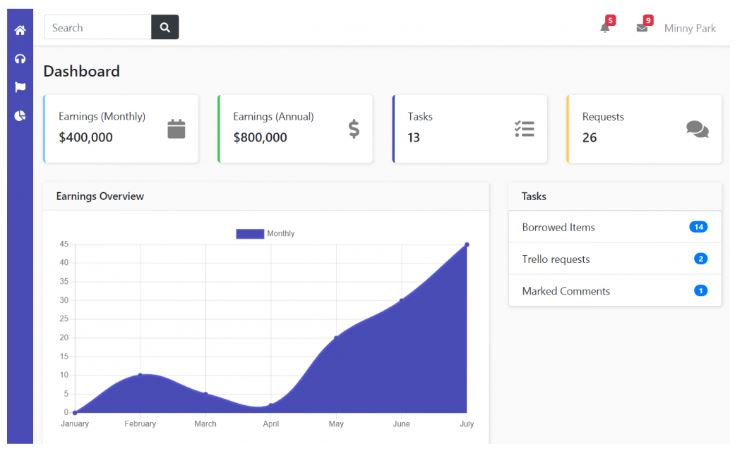 Search
5
9
Minny Park
Dashboard
Earnings (Monthly)
$400,000
Earnings (Annual)
$800,000
Tasks
13
Requests
26
Earnings Overview
Monthly
45
40
35
30
25
20
15
10
5
0
January February March April May June July
Tasks
Borrowed Items 14
Trello requests 2
Marked Comments 1